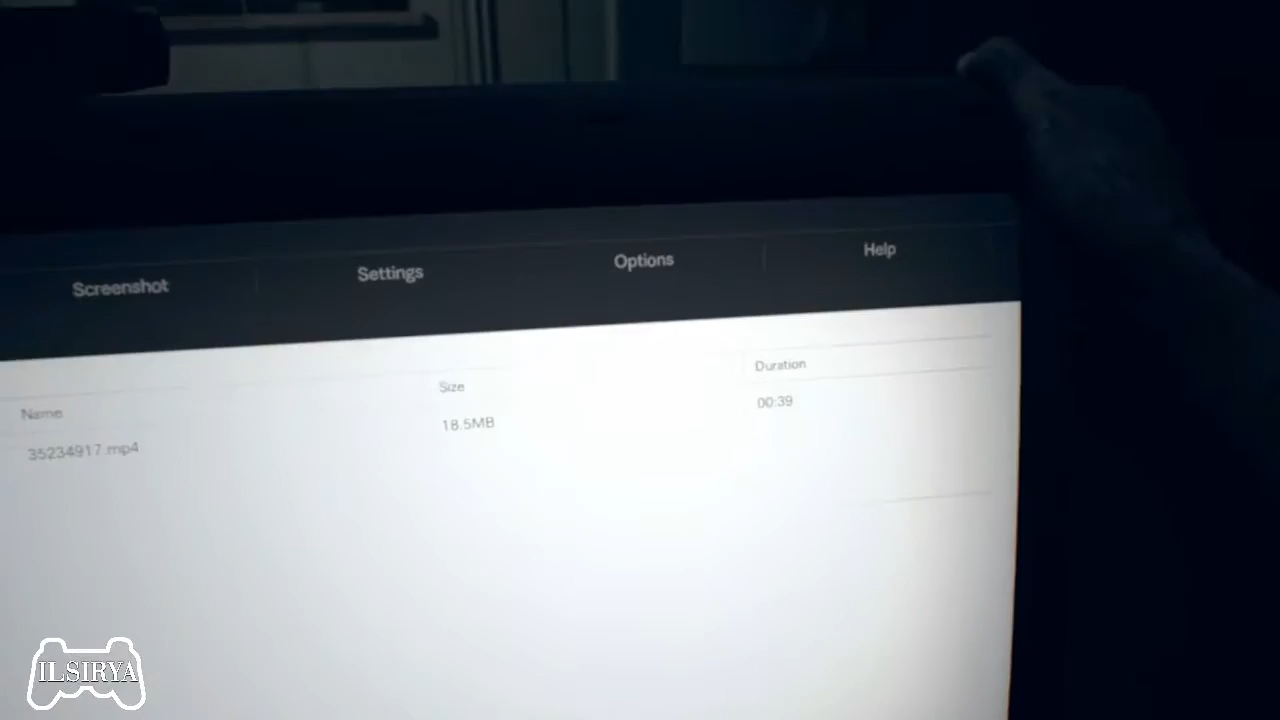 Screenshot Settings Options Help
Name Size Duration
35234917.mp4 18.5MB 00:39
ILSIRYA